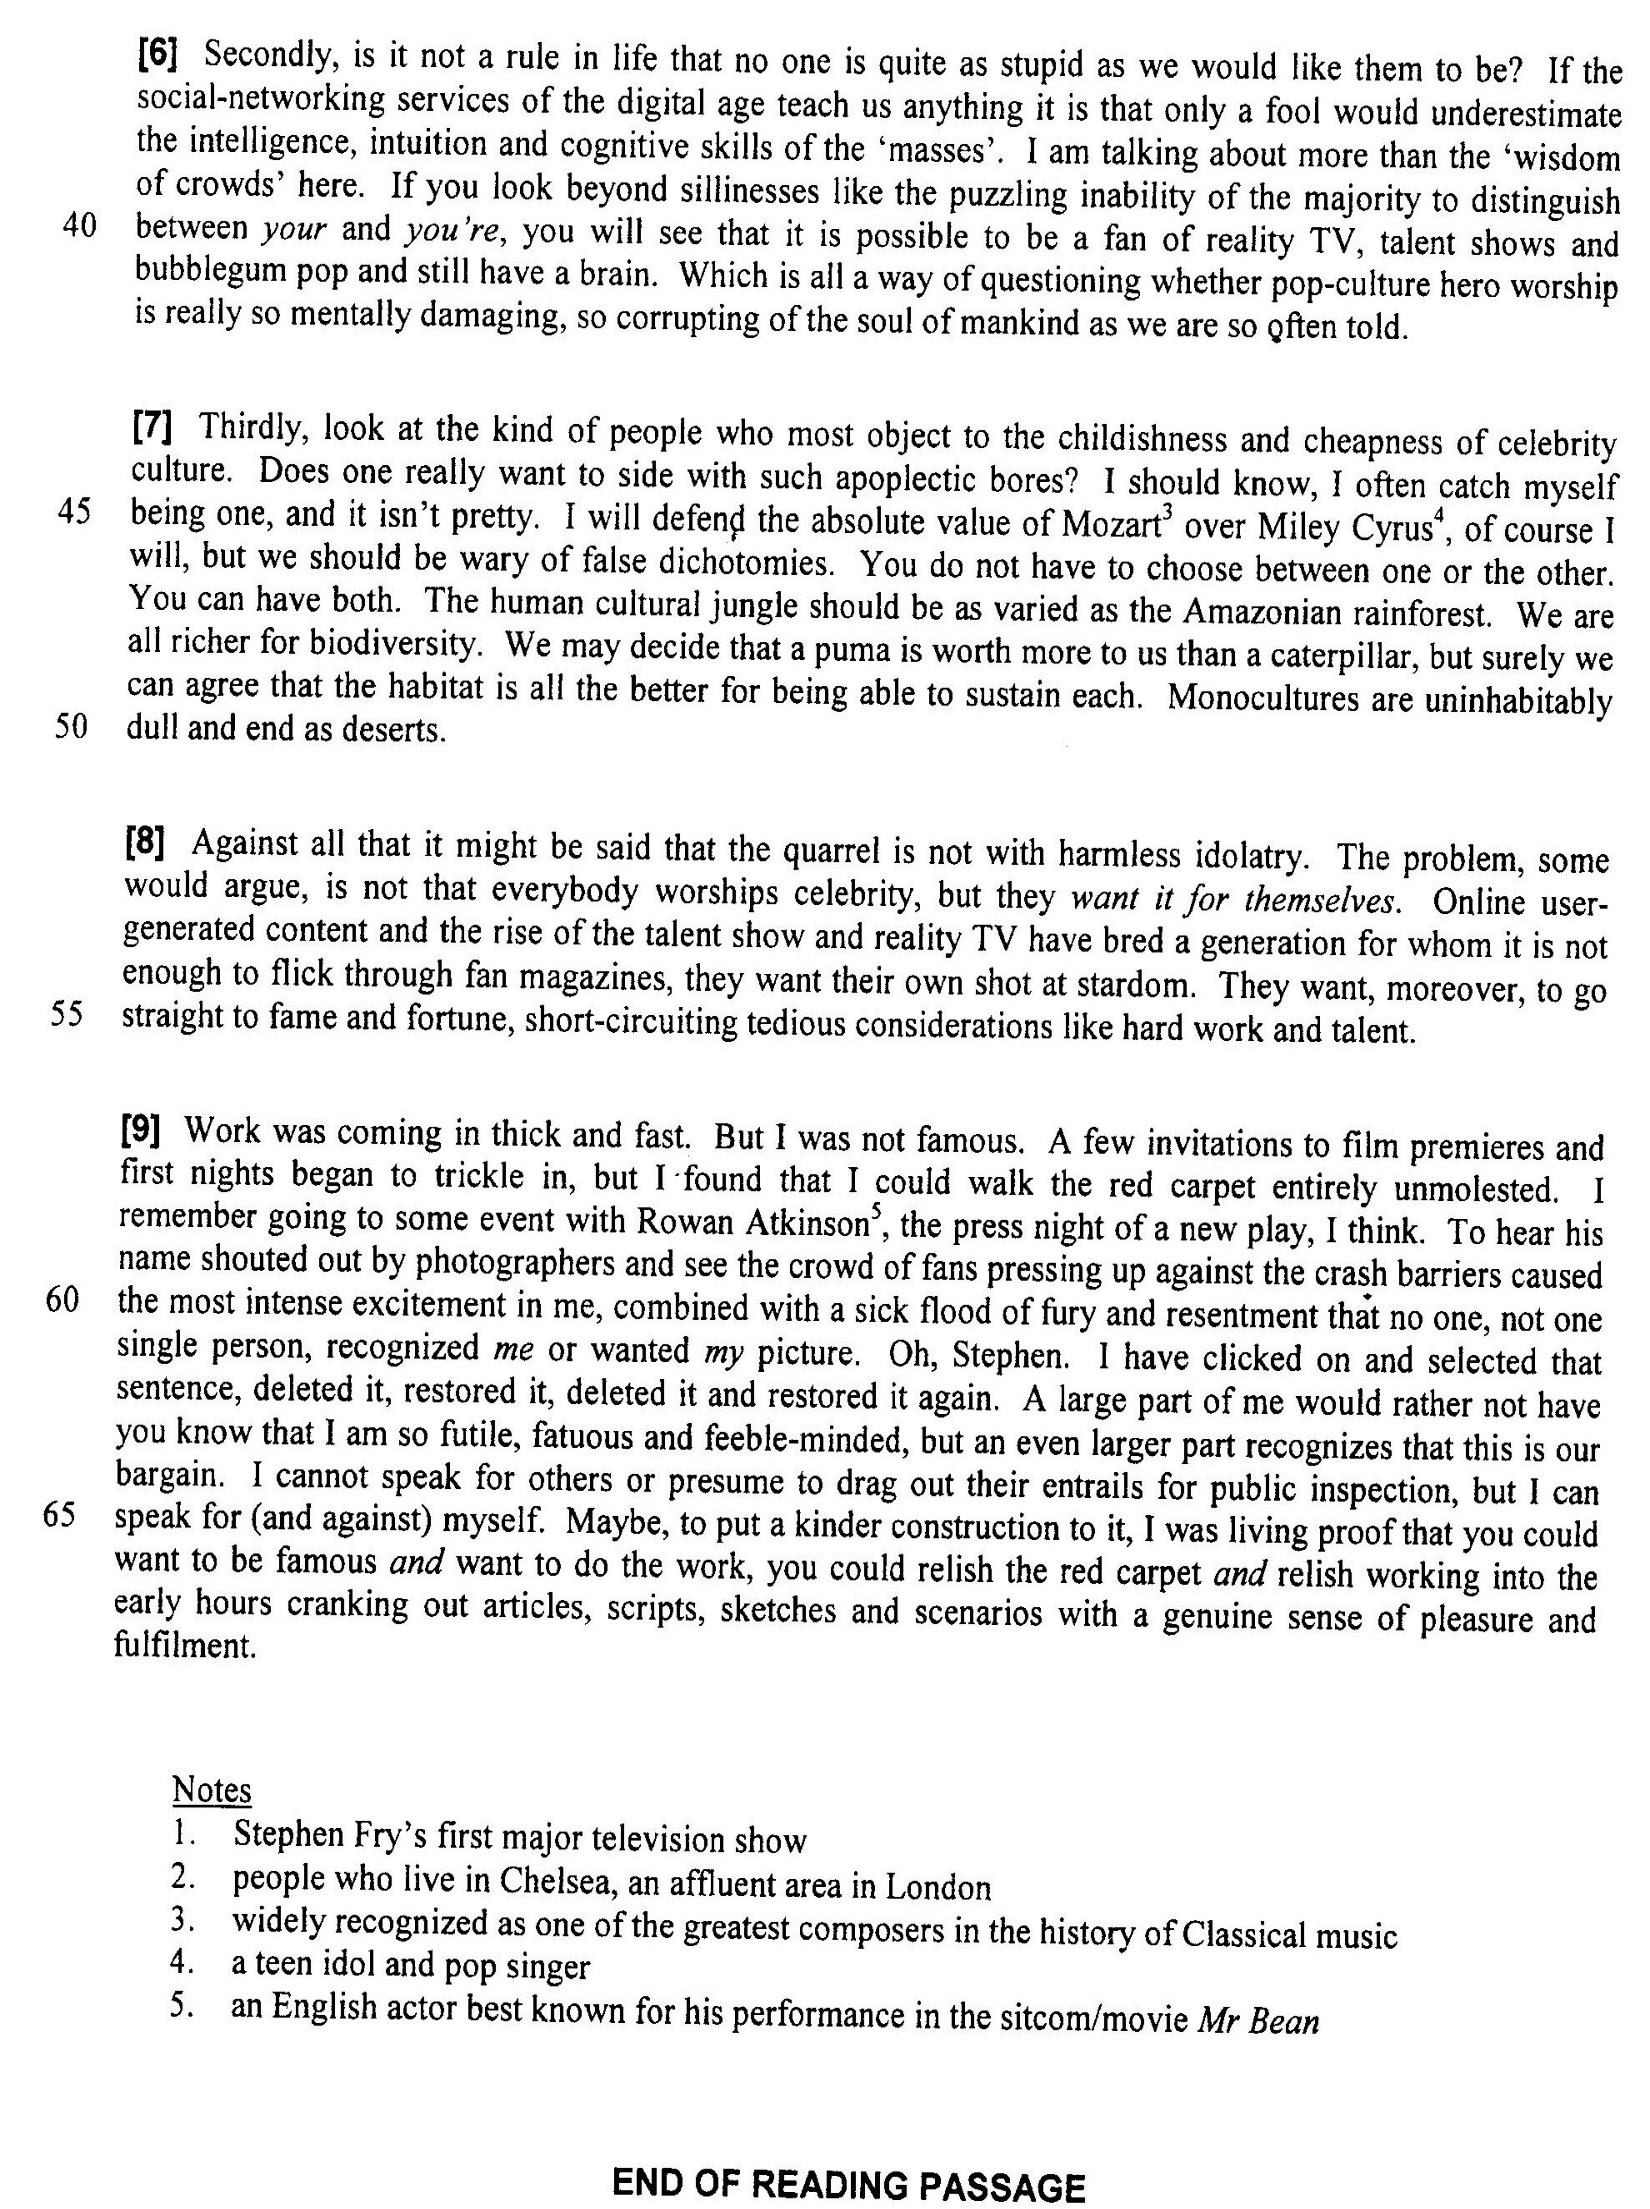 [6] Secondly, is it not a rule in life that no one is quite as stupid as we would like them to be? If the
social-networking services of the digital age teach us anything it is that only a fool would underestimate
the intelligence, intuition and cognitive skills of the ‘masses’. I am talking about more than the ‘wisdom
of crowds’ here. If you look beyond sillinesses like the puzzling inability of the majority to distinguish
40 between your and you're, you will see that it is possible to be a fan of reality TV, talent shows and
bubblegum pop and still have a brain. Which is all a way of questioning whether pop-culture hero worship
is really so mentally damaging, so corrupting of the soul of mankind as we are so often told.
[7] Thirdly, look at the kind of people who most object to the childishness and cheapness of celebrity
culture. Does one really want to side with such apoplectic bores? I should know, I often catch myself
45 being one, and it isn’t pretty. I will defend the absolute value of Mozart³ over Miley Cyrus⁴, of course I
will, but we should be wary of false dichotomies. You do not have to choose between one or the other.
You can have both. The human cultural jungle should be as varied as the Amazonian rainforest. We are
all richer for biodiversity. We may decide that a puma is worth more to us than a caterpillar, but surely we
can agree that the habitat is all the better for being able to sustain each. Monocultures are uninhabitably
50 dull and end as deserts.
[8] Against all that it might be said that the quarrel is not with harmless idolatry. The problem, some
would argue, is not that everybody worships celebrity, but they want it for themselves. Online user-
generated content and the rise of the talent show and reality TV have bred a generation for whom it is not
enough to flick through fan magazines, they want their own shot at stardom. They want, moreover, to go
55 straight to fame and fortune, short-circuiting tedious considerations like hard work and talent.
[9] Work was coming in thick and fast. But I was not famous. A few invitations to film premieres and
first nights began to trickle in, but I found that I could walk the red carpet entirely unmolested. I
remember going to some event with Rowan Atkinson⁵, the press night of a new play, I think. To hear his
name shouted out by photographers and see the crowd of fans pressing up against the crash barriers caused
60 the most intense excitement in me, combined with a sick flood of fury and resentment that no one, not one
single person, recognized me or wanted my picture. Oh, Stephen. I have clicked on and selected that
sentence, deleted it, restored it, deleted it and restored it again. A large part of me would rather not have
you know that I am so futile, fatuous and feeble-minded, but an even larger part recognizes that this is our
bargain. I cannot speak for others or presume to drag out their entrails for public inspection, but I can
65 speak for (and against) myself. Maybe, to put a kinder construction to it, I was living proof that you could
want to be famous and want to do the work, you could relish the red carpet and relish working into the
early hours cranking out articles, scripts, sketches and scenarios with a genuine sense of pleasure and
fulfilment.
Notes
1. Stephen Fry’s first major television show
2. people who live in Chelsea, an affluent area in London
3. widely recognized as one of the greatest composers in the history of Classical music
4. a teen idol and pop singer
5. an English actor best known for his performance in the sitcom/movie Mr Bean
END OF READING PASSAGE